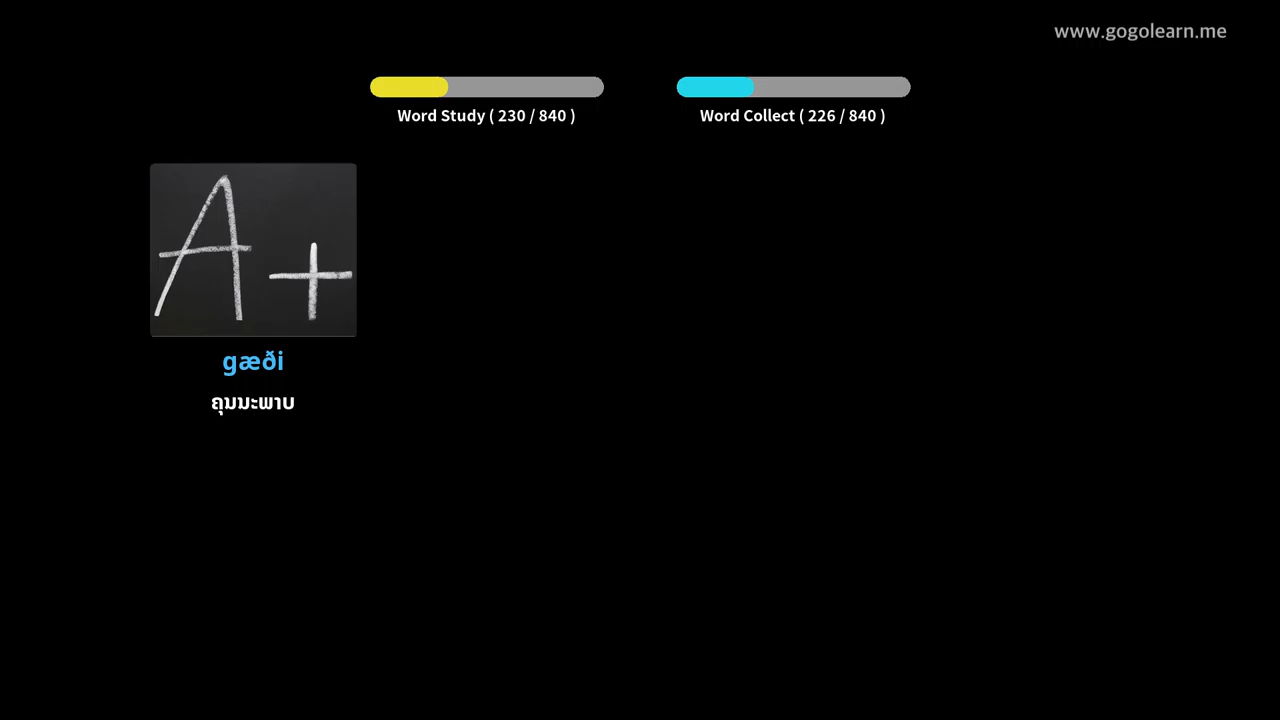 www.gogolearn.me
Word Study ( 230 / 840 )
Word Collect ( 226 / 840 )
A+
gæði
ຄຸນນະພາບ